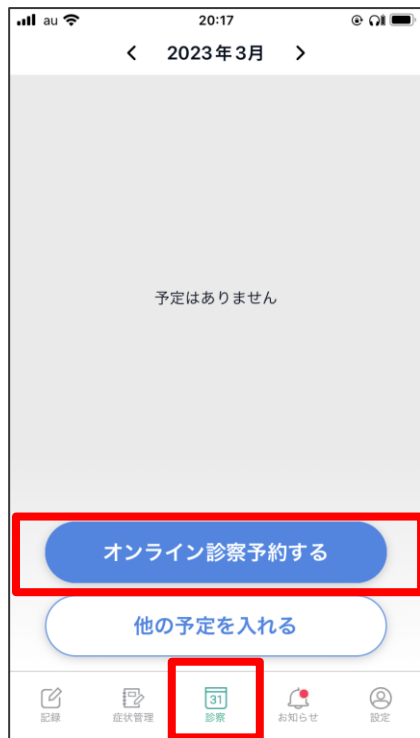 au 20:17
2023年3月
予定はありません
オンライン診察予約する
他の予定を入れる
31
記録 症状管理 診察 お知らせ 設定